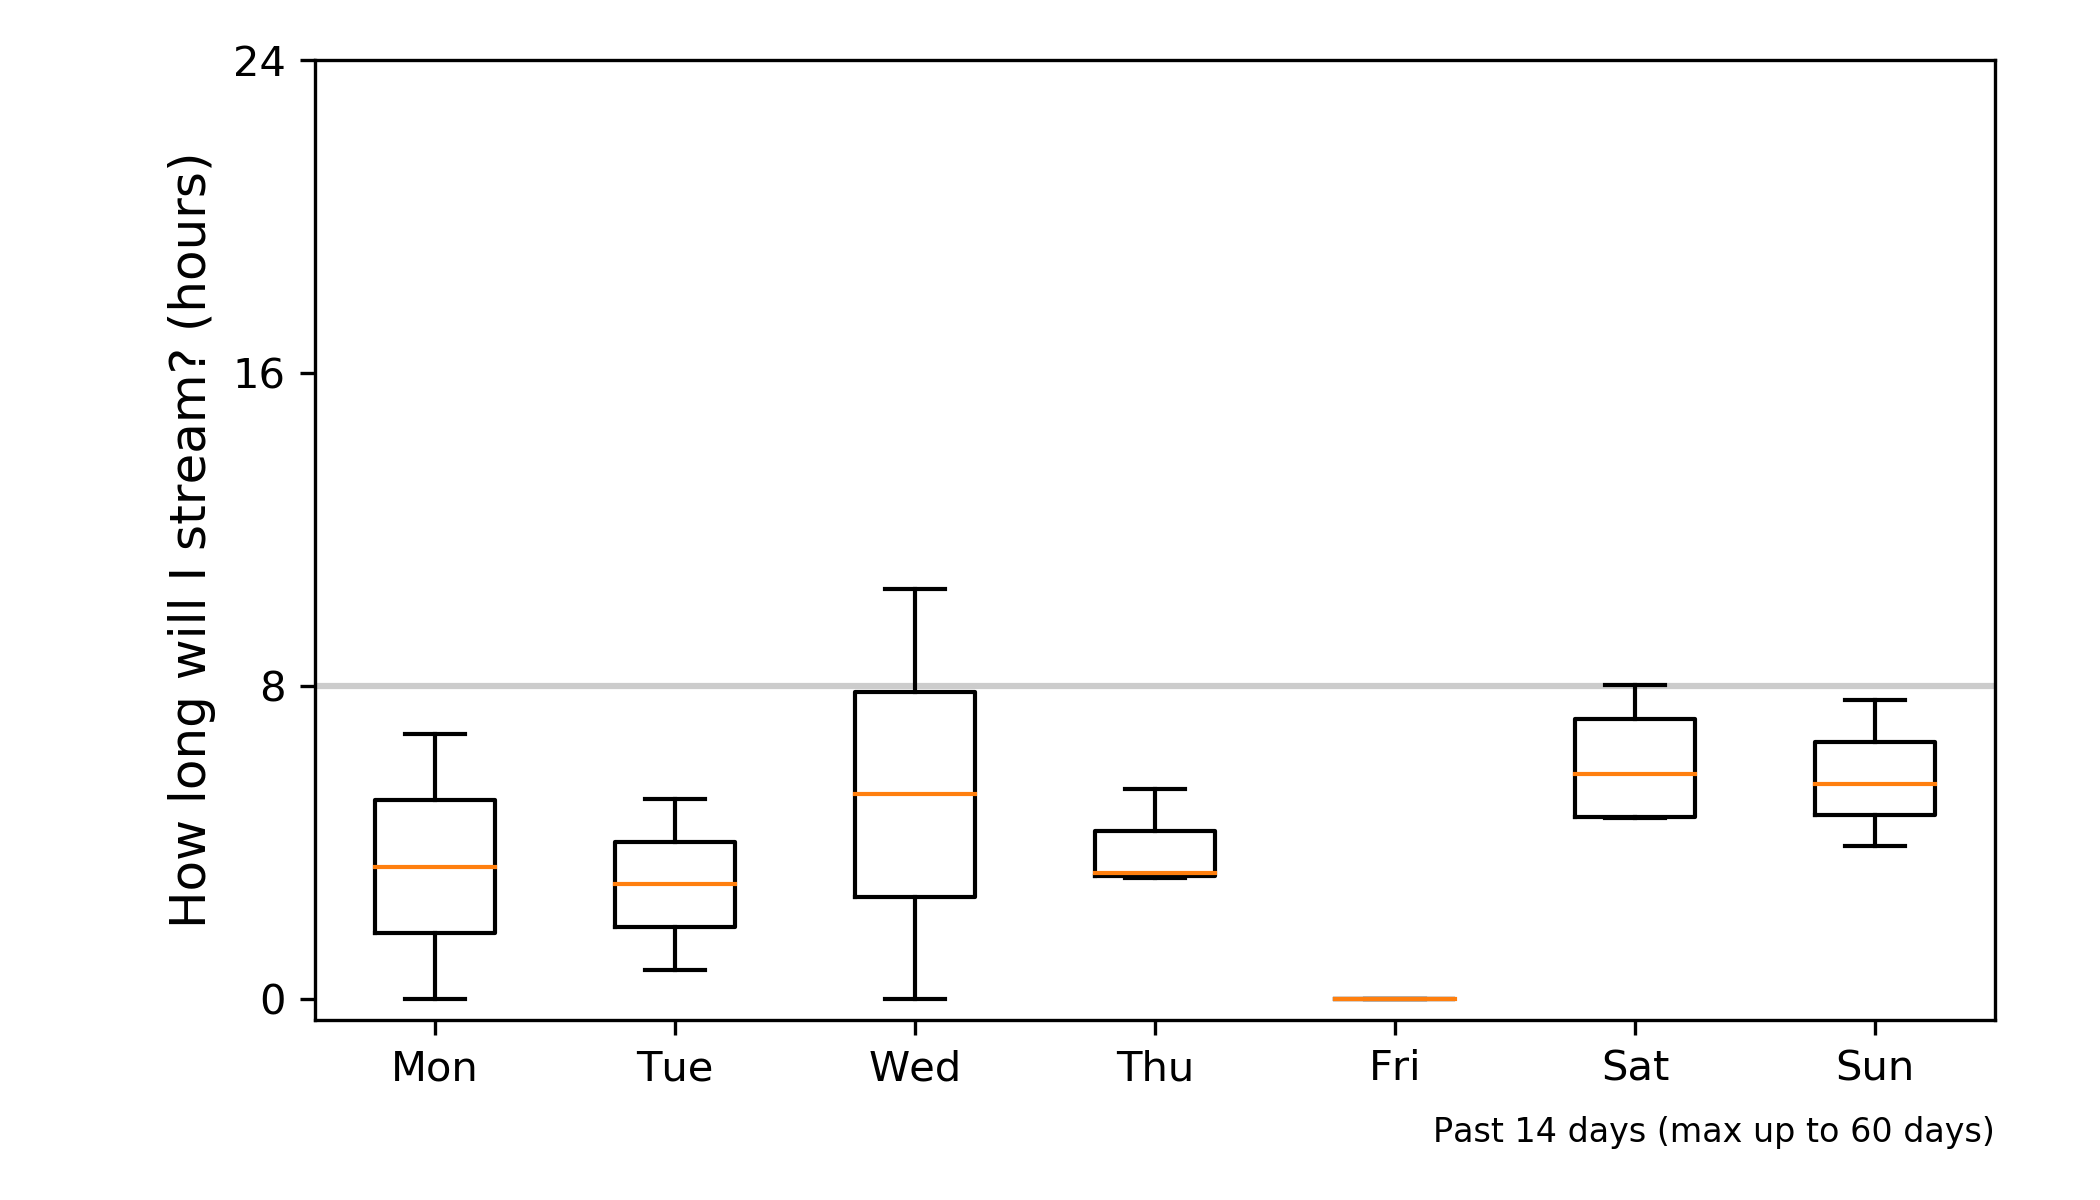 How long will I stream? (hours)
24
16
8
0
Mon Tue Wed Thu Fri Sat Sun
Past 14 days (max up to 60 days)